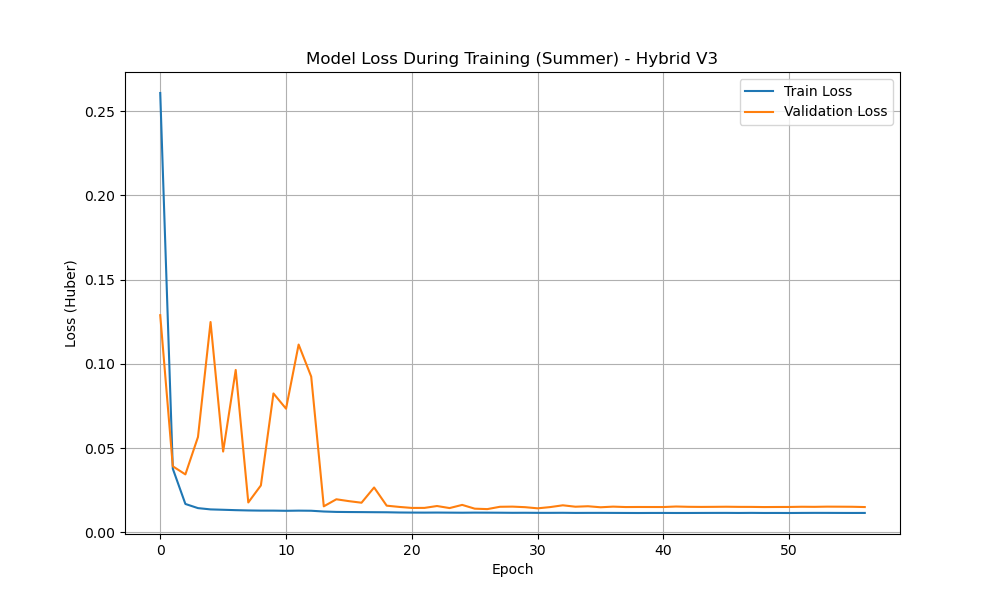 Model Loss During Training (Summer) - Hybrid V3
Train Loss
Validation Loss
0.25
0.20
0.15
0.10
0.05
0.00
Loss (Huber)
0 10 20 30 40 50
Epoch